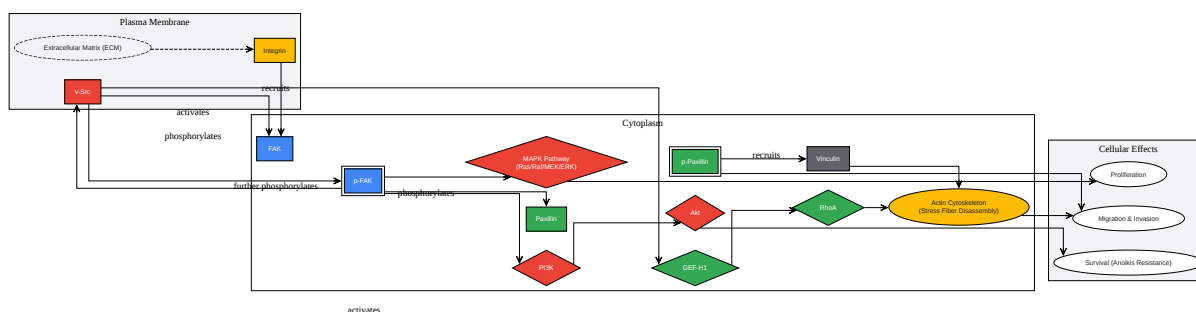 Plasma Membrane
Extracellular Matrix (ECM)
Integrin
v-Src
recruits
activates
phosphorylates
Cytoplasm
FAK
MAPK Pathway
(Ras/Raf/MEK/ERK)
p-Paxillin
recruits
Vinculin
Cellular Effects
Proliferation
p-FAK
further phosphorylates
phosphorylates
Paxillin
Akt
RhoA
Actin Cytoskeleton
(Stress Fiber Disassembly)
Migration & Invasion
PI3K
GEF-H1
Survival (Anoikis Resistance)
activates